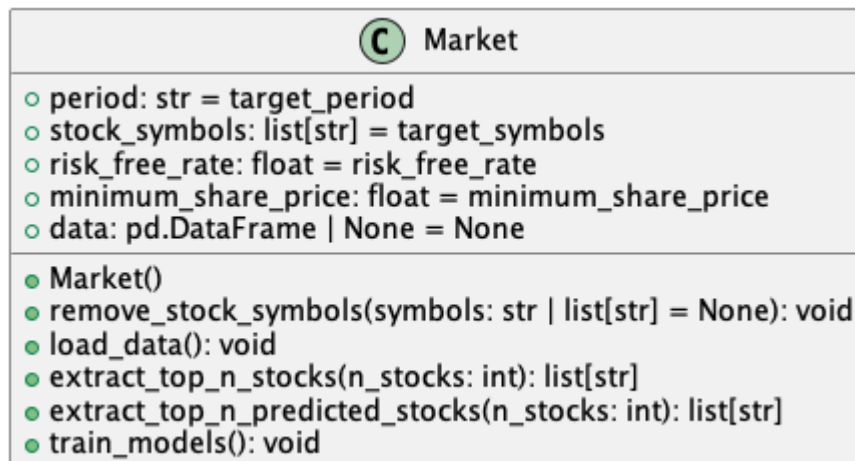 C Market
period: str = target_period
stock_symbols: list[str] = target_symbols
risk_free_rate: float = risk_free_rate
minimum_share_price: float = minimum_share_price
data: pd.DataFrame | None = None
Market()
remove_stock_symbols(symbols: str | list[str] = None): void
load_data(): void
extract_top_n_stocks(n_stocks: int): list[str]
extract_top_n_predicted_stocks(n_stocks: int): list[str]
train_models(): void